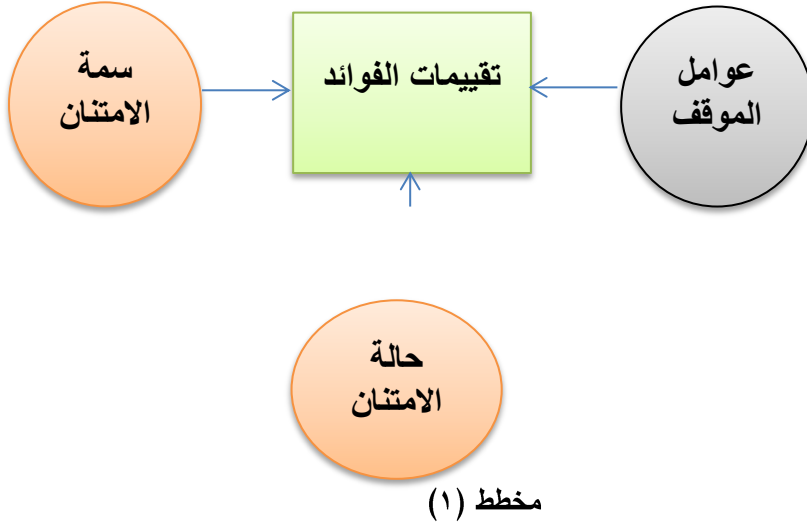 عوامل
الموقف
تقييمات الفوائد
سمة
الامتنان
حالة
الامتنان
مخطط (١)